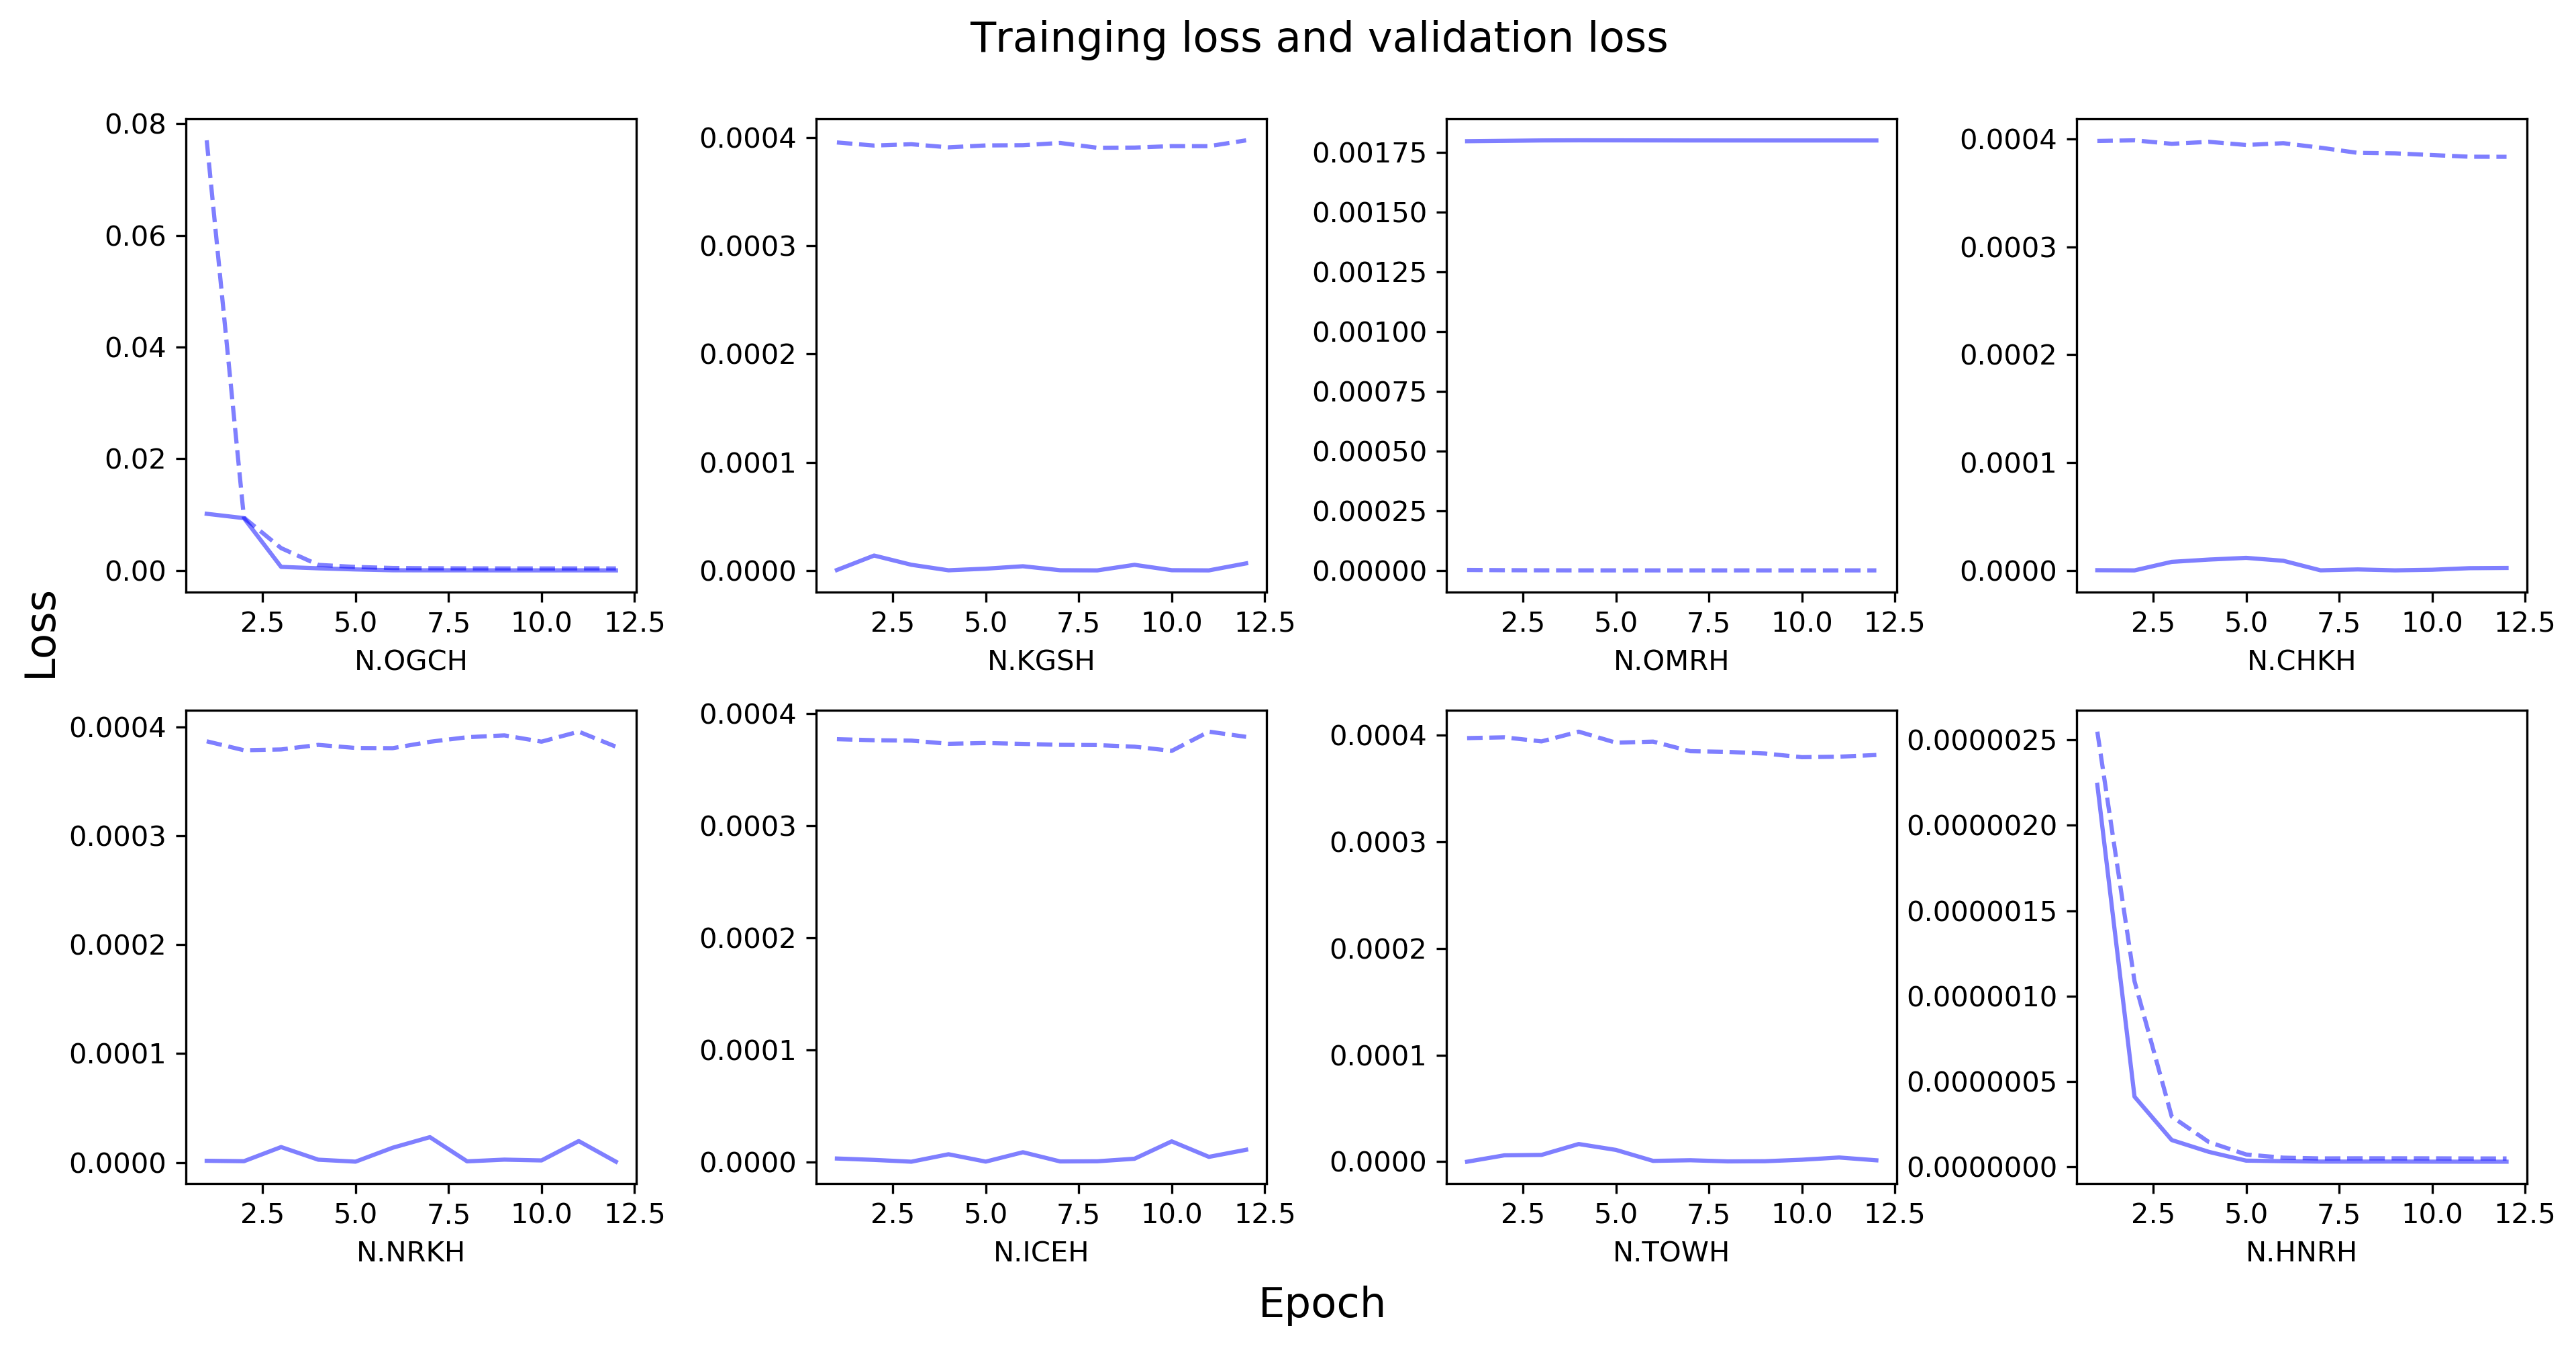 Trainging loss and validation loss
Loss
0.08
0.06
0.04
0.02
0.00
2.5 5.0 7.5 10.0 12.5
N.OGCH
0.0004
0.0003
0.0002
0.0001
0.0000
2.5 5.0 7.5 10.0 12.5
N.KGSH
0.00175
0.00150
0.00125
0.00100
0.00075
0.00050
0.00025
0.00000
2.5 5.0 7.5 10.0 12.5
N.OMRH
0.0004
0.0003
0.0002
0.0001
0.0000
2.5 5.0 7.5 10.0 12.5
N.CHKH
0.0004
0.0003
0.0002
0.0001
0.0000
2.5 5.0 7.5 10.0 12.5
N.NRKH
0.0004
0.0003
0.0002
0.0001
0.0000
2.5 5.0 7.5 10.0 12.5
N.ICEH
0.0004
0.0003
0.0002
0.0001
0.0000
2.5 5.0 7.5 10.0 12.5
N.TOWH
0.0000025
0.0000020
0.0000015
0.0000010
0.0000005
0.0000000
2.5 5.0 7.5 10.0 12.5
N.HNRH
Epoch